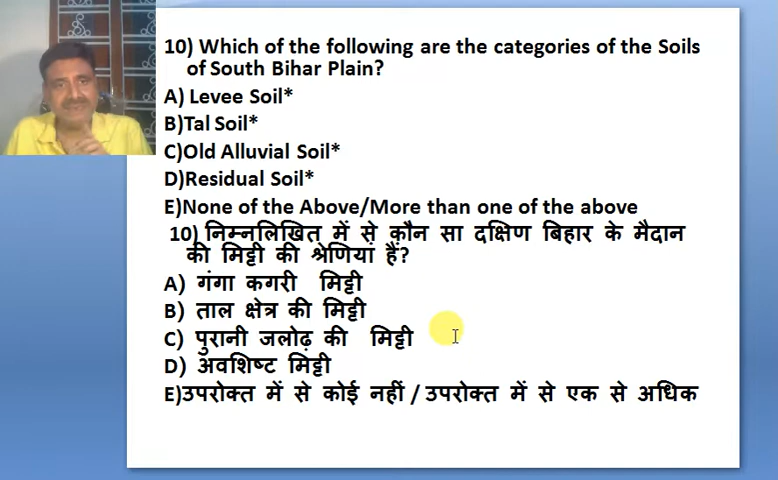 10) Which of the following are the categories of the Soils
of South Bihar Plain?
A) Levee Soil*
B)Tal Soil*
C)Old Alluvial Soil*
D)Residual Soil*
E)None of the Above/More than one of the above
10) निम्नलिखित में से कौन सा दक्षिण बिहार के मैदान
की मिट्टी की श्रेणियां हैं?
A) गंगा कगरी मिट्टी
B) ताल क्षेत्र की मिट्टी
C) पुरानी जलोढ़ की मिट्टी
D) अवशिष्ट मिट्टी
E)उपरोक्त में से कोई नहीं / उपरोक्त में से एक से अधिक